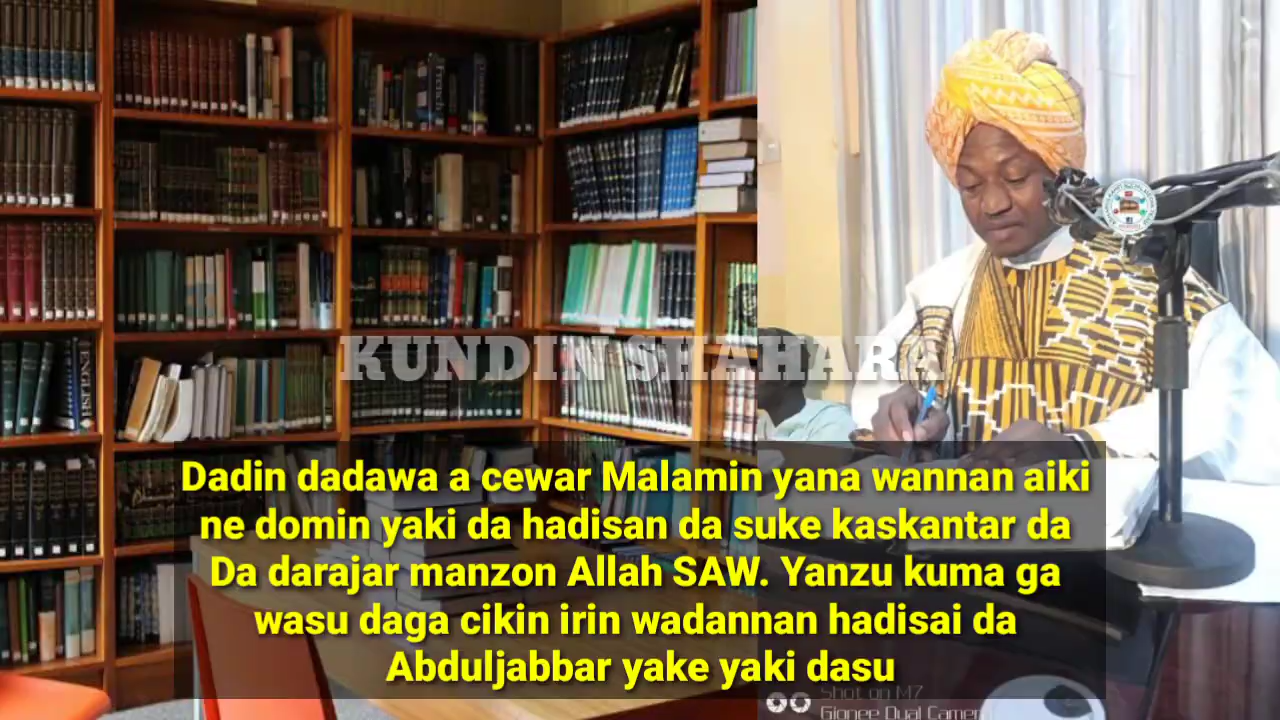 KUNDIN SHAHARA
Dadin dadawa a cewar Malamin yana wannan aiki
ne domin yaki da hadisan da suke kaskantar da
Da darajar manzon Allah SAW. Yanzu kuma ga
wasu daga cikin irin wadannan hadisai da
Abduljabbar yake yaki dasu
ENGLISH
Shot on M7
Gionee Dual Camera